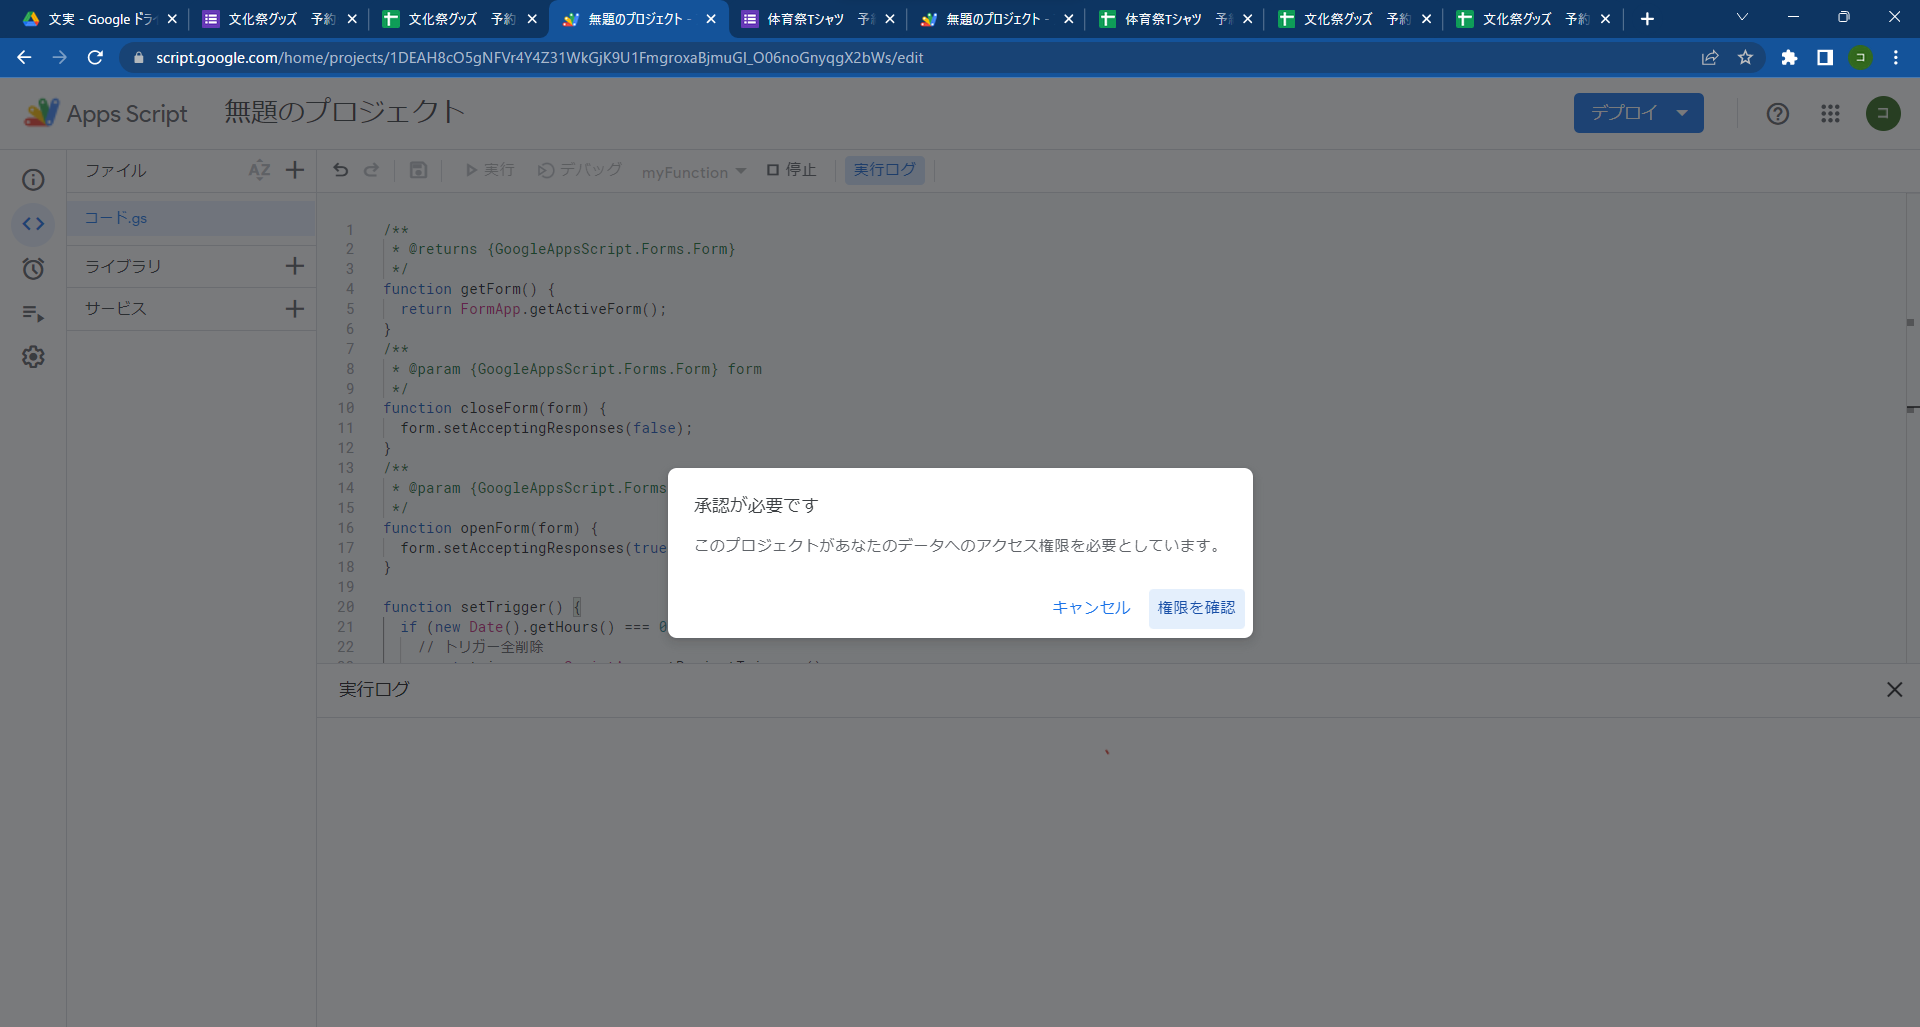 文実 - Google ドラ
文化祭グッズ 予約
文化祭グッズ 予約
無題のプロジェクト -
体育祭Tシャツ 予
無題のプロジェクト -
体育祭Tシャツ 予
文化祭グッズ 予約
文化祭グッズ 予約
script.google.com/home/projects/1DEAH8cO5gNFVr4Y4Z31WkGjK9U1FmgroxaBjmuGl_O06noGnyqgX2bWs/edit
コ
Apps Script
無題のプロジェクト
デプロイ
コ
ファイル
AZ
実行
デバッグ
myFunction
停止
実行ログ
コード.gs
ライブラリ
サービス
1 /**
2 * @returns {GoogleAppsScript.Forms.Form}
3 */
4 function getForm() {
5 return FormApp.getActiveForm();
6 }
7 /**
8 * @param {GoogleAppsScript.Forms.Form} form
9 */
10 function closeForm(form) {
11 form.setAcceptingResponses(false);
12 }
13 /**
14 * @param {GoogleAppsScript.Forms
15 */
16 function openForm(form) {
17 form.setAcceptingResponses(true
18 }
19
20 function setTrigger() {
21 if (new Date().getHours() === 0
22 // トリガー全削除
承認が必要です
このプロジェクトがあなたのデータへのアクセス権限を必要としています。
キャンセル
権限を確認
実行ログ